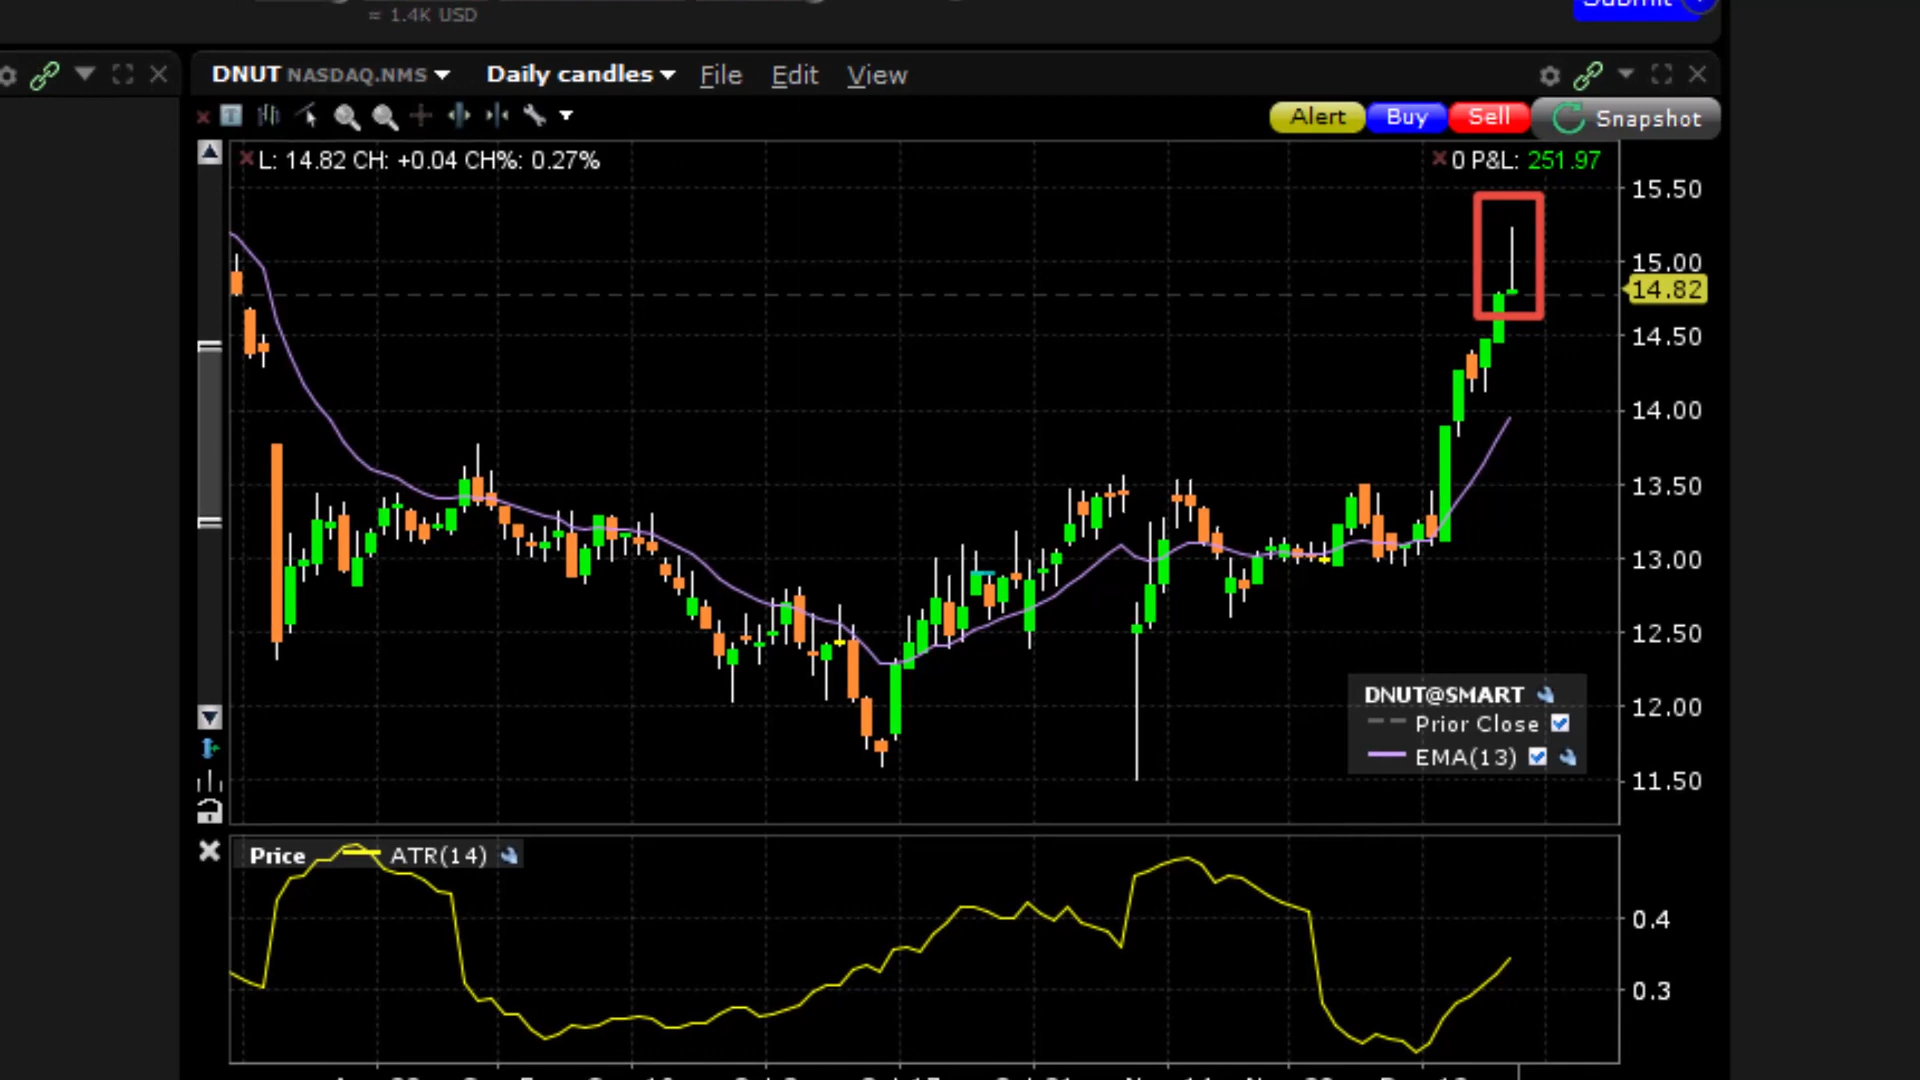 = 1.4K USD
Submit
DNUT NASDAQ.NMS Daily candles File Edit View
Alert Buy Sell Snapshot
L: 14.82 CH: +0.04 CH%: 0.27%
0 P&L: 251.97
15.50
15.00
14.82
14.50
14.00
13.50
13.00
12.50
12.00
11.50
DNUT@SMART
Prior Close
EMA(13)
Price ATR(14)
0.4
0.3